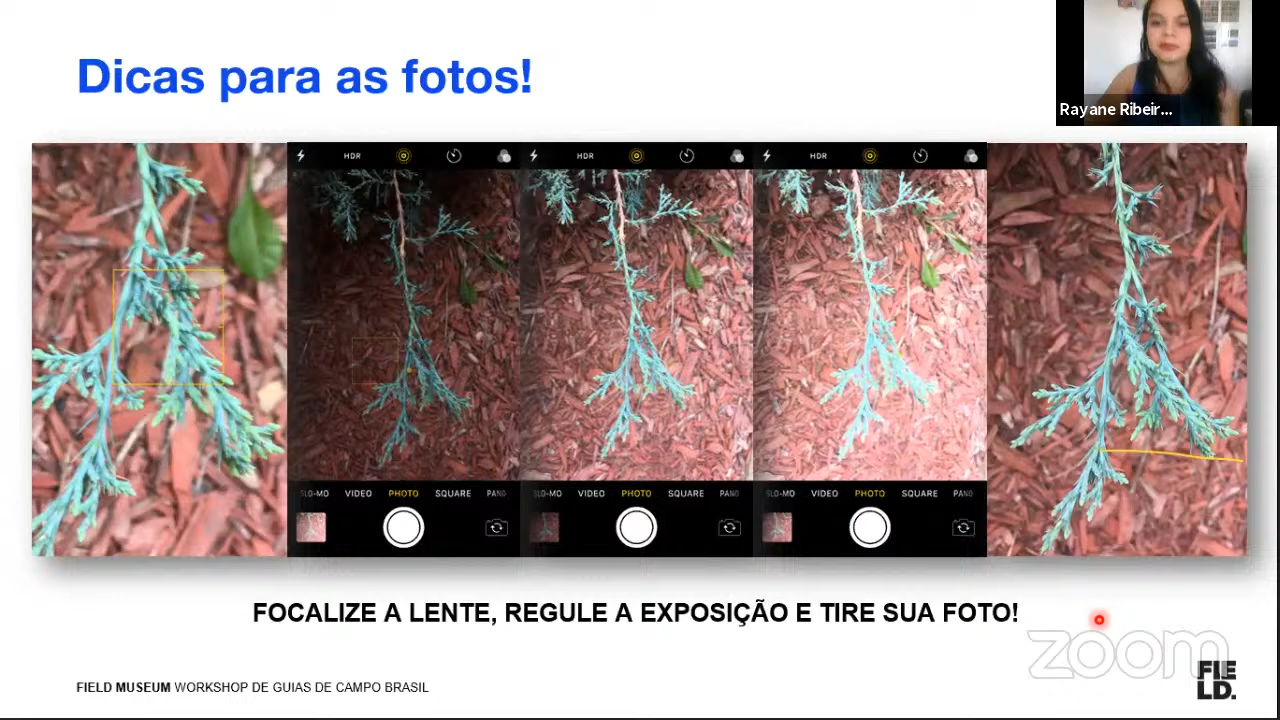 Dicas para as fotos!
Rayane Ribeir...
HDR
HDR
HDR
SLO-MO VIDEO PHOTO SQUARE PANO
SLO-MO VIDEO PHOTO SQUARE PANO
SLO-MO VIDEO PHOTO SQUARE PANO
FOCALIZE A LENTE, REGULE A EXPOSIÇÃO E TIRE SUA FOTO!
zoom
FIELD MUSEUM WORKSHOP DE GUIAS DE CAMPO BRASIL
FIE
LD.